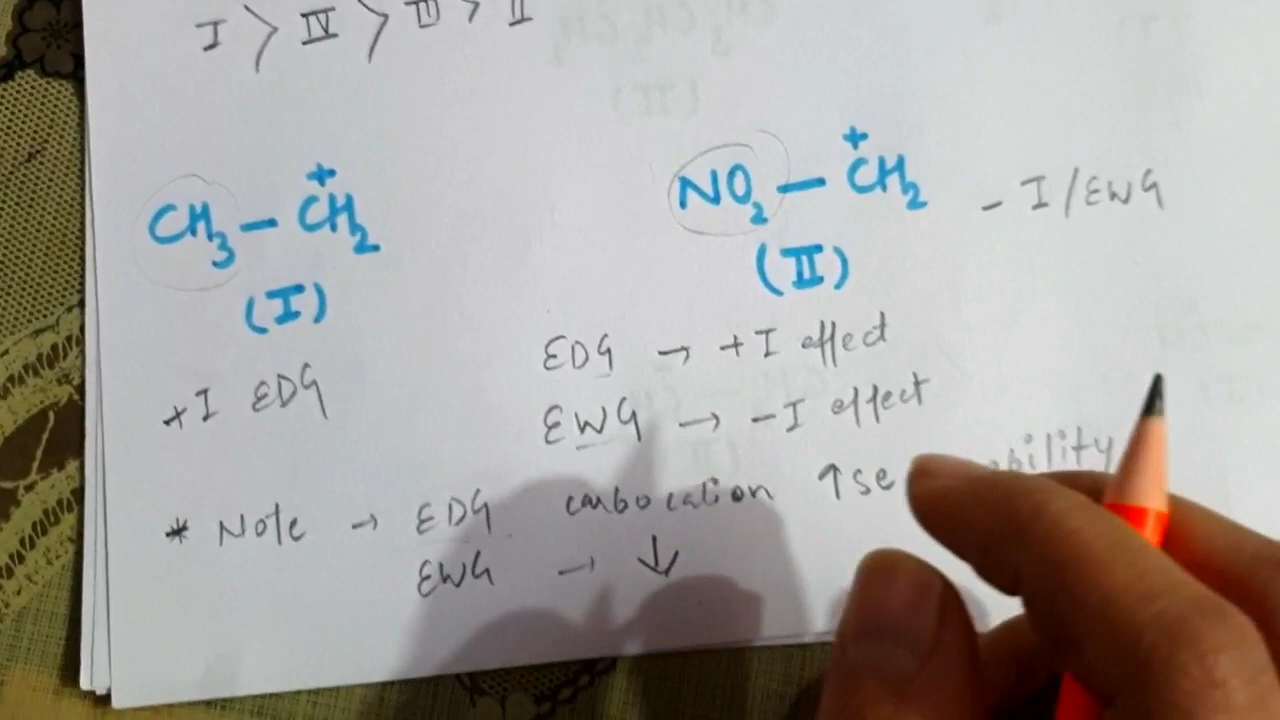 I > IV > III > II
CH3 – C+H2
(I)
+I EDG
NO2 – C+H2 – I/EWG
(II)
EDG → +I effect
EWG → –I effect
* Note → EDG carbocation ↑se
EWG → ↓